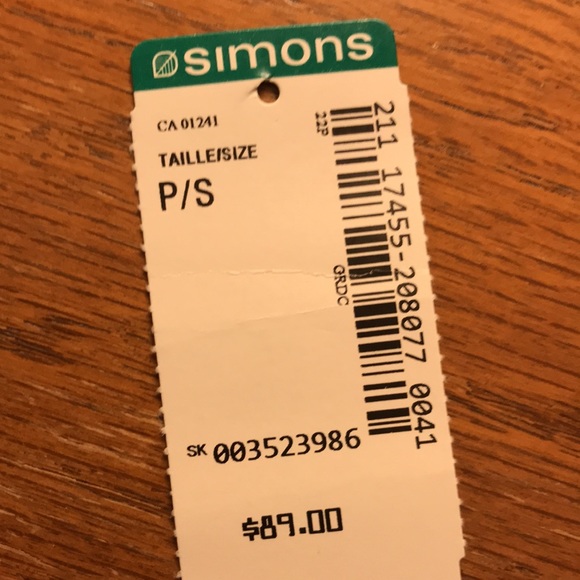 simons
CA 01241
TAILLE/SIZE
P/S
22P
211 17455-208077 0041
GRDC
SK 003523986
$89.00